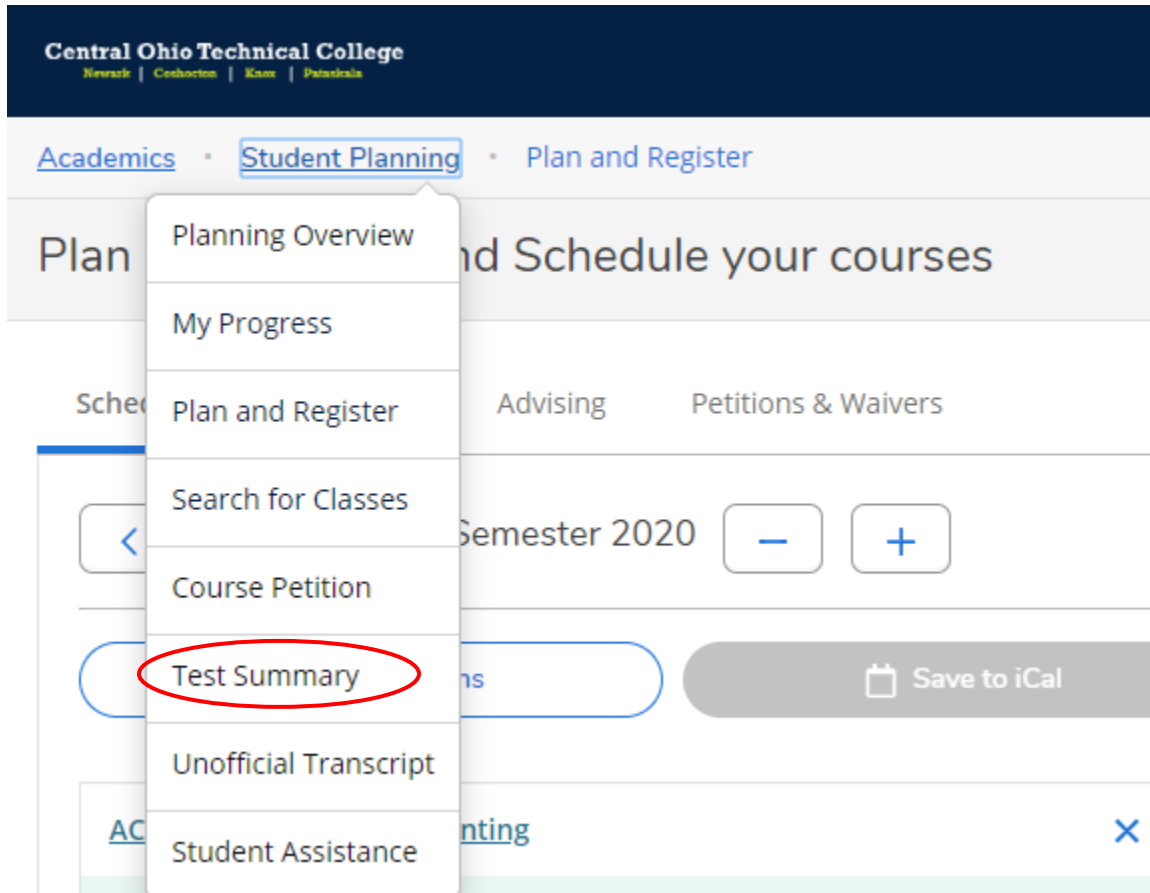 Central Ohio Technical College
Newark | Coshocton | Knox | Pataskala
Academics · Student Planning · Plan and Register
Plan nd Schedule your courses
Planning Overview
My Progress
Plan and Register
Search for Classes
Course Petition
Test Summary
Unofficial Transcript
Student Assistance
Sched Advising Petitions & Waivers
Semester 2020
ns Save to iCal
AC nting